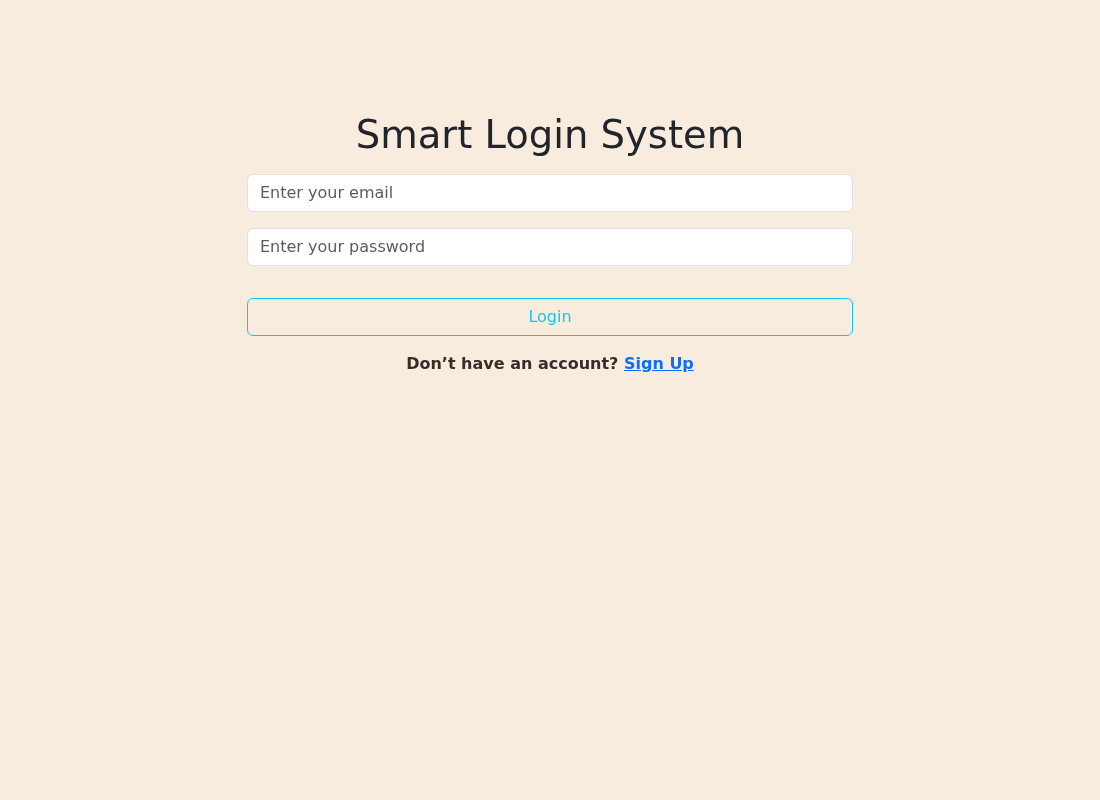 Smart Login System
Enter your email
Enter your password
Login
Don’t have an account? Sign Up